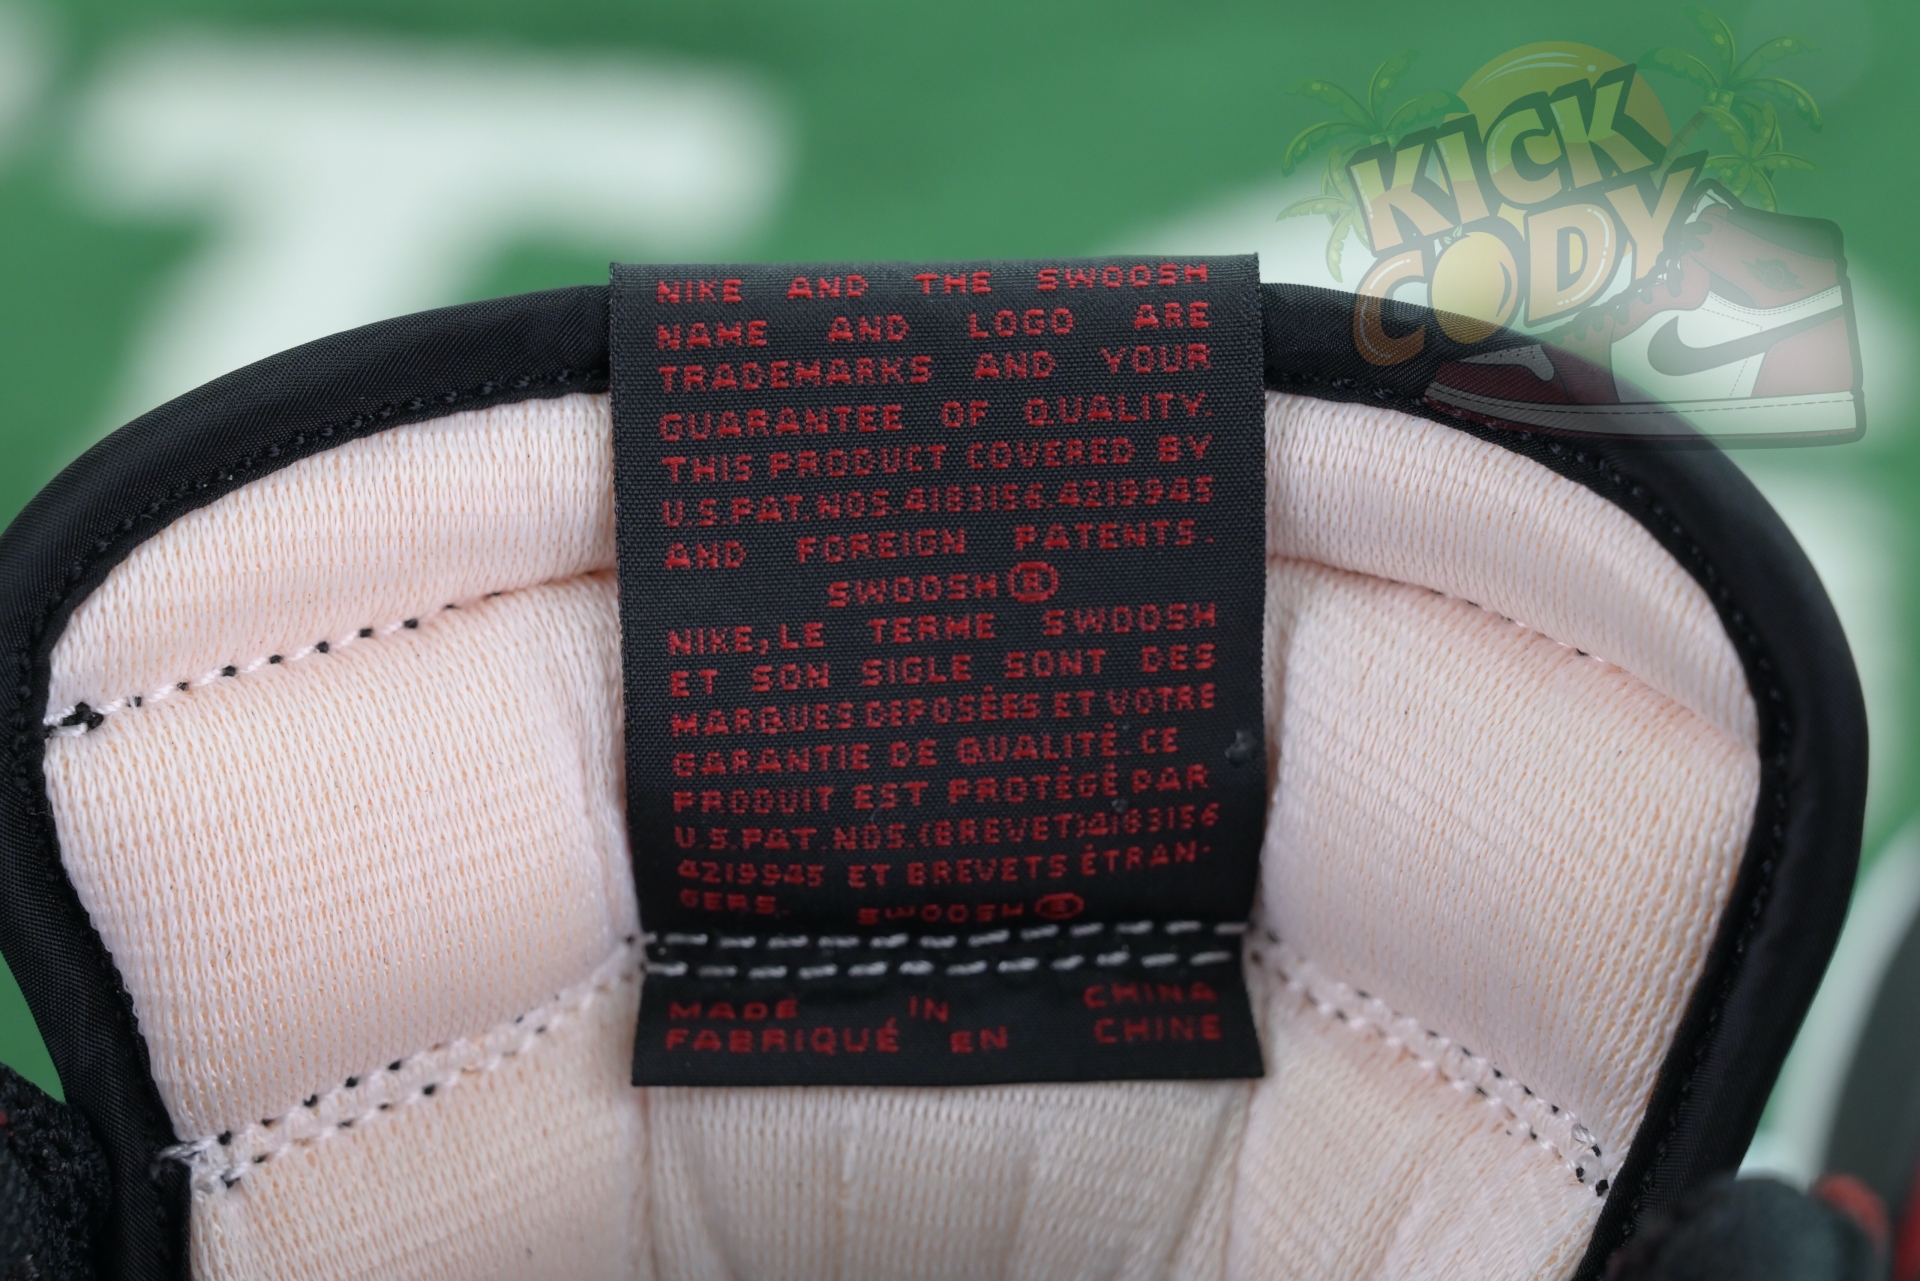 KICK
CODY
NIKE AND THE SWOOSH
NAME AND LOGO ARE
TRADEMARKS AND YOUR
GUARANTEE OF QUALITY.
THIS PRODUCT COVERED BY
U.S.PAT.NOS.4183156.4219945
AND FOREIGN PATENTS.
SWOOSH®
NIKE,LE TERME SWOOSH
ET SON SIGLE SONT DES
MARQUES DEPOSÈES ET VOTRE
GARANTIE DE QUALITÉ.CE
PRODUIT EST PROTÉGÉ PAR
U.S.PAT.NOS.(BREVET)4183156
4219945 ET BREVETS ÉTRAN-
GERS. SWOOSH®
MADE IN CHINA
FABRIQUÉ EN CHINE